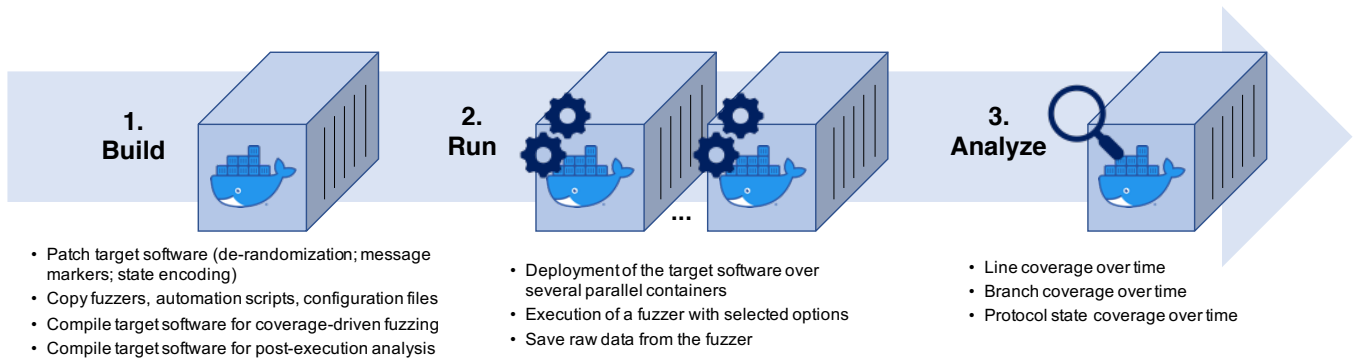 1.
Build
2.
Run
...
3.
Analyze
• Patch target software (de-randomization; message
markers; state encoding)
• Copy fuzzers, automation scripts, configuration files
• Compile target software for coverage-driven fuzzing
• Compile target software for post-execution analysis
• Deployment of the target software over
several parallel containers
• Execution of a fuzzer with selected options
• Save raw data from the fuzzer
• Line coverage over time
• Branch coverage over time
• Protocol state coverage over time